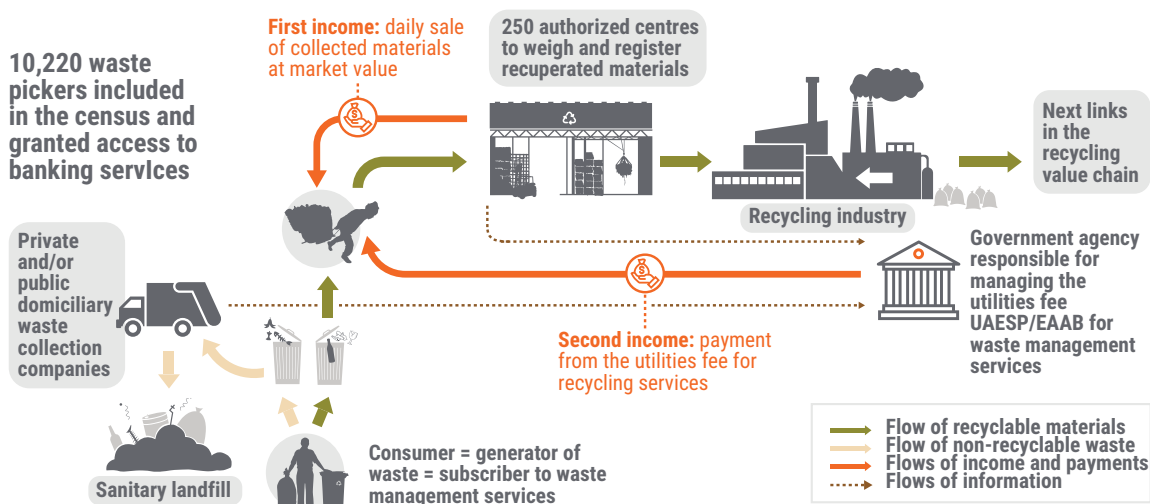 10,220 waste
pickers included
in the census and
granted access to
banking servIces
First income: daily sale
of collected materials
at market value
250 authorized centres
to weigh and register
recuperated materials
Next links
in the
recycling
value chain
Recycling industry
Private
and/or
public
domiciliary
waste
collection
companies
Government agency
responsible for
managing the
utilities fee
UAESP/EAAB for
waste management
services
Second income: payment
from the utilities fee for
recycling services
Sanitary landfill
Consumer = generator of
waste = subscriber to waste
management services
Flow of recyclable materials
Flow of non-recyclable waste
Flows of income and payments
Flows of information